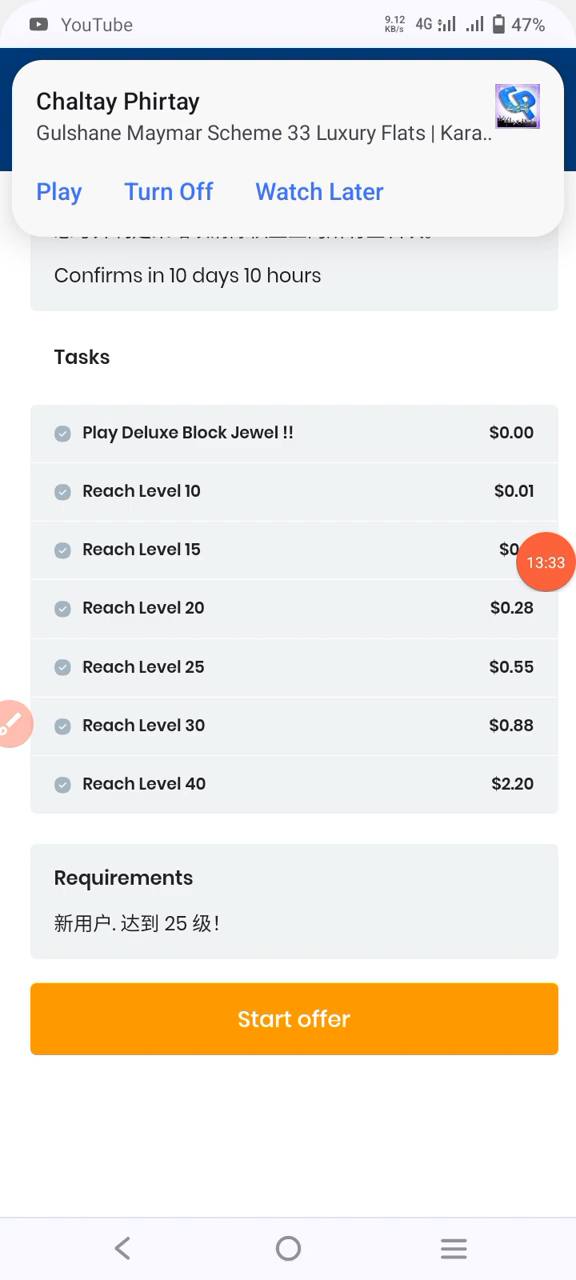 YouTube
9.12 KB/s 4G 47%
Chaltay Phirtay
Gulshane Maymar Scheme 33 Luxury Flats | Kara..
Play Turn Off Watch Later
Confirms in 10 days 10 hours
Tasks
Play Deluxe Block Jewel !! $0.00
Reach Level 10 $0.01
Reach Level 15 $0.
13:33
Reach Level 20 $0.28
Reach Level 25 $0.55
Reach Level 30 $0.88
Reach Level 40 $2.20
Requirements
新用户. 达到 25 级!
Start offer